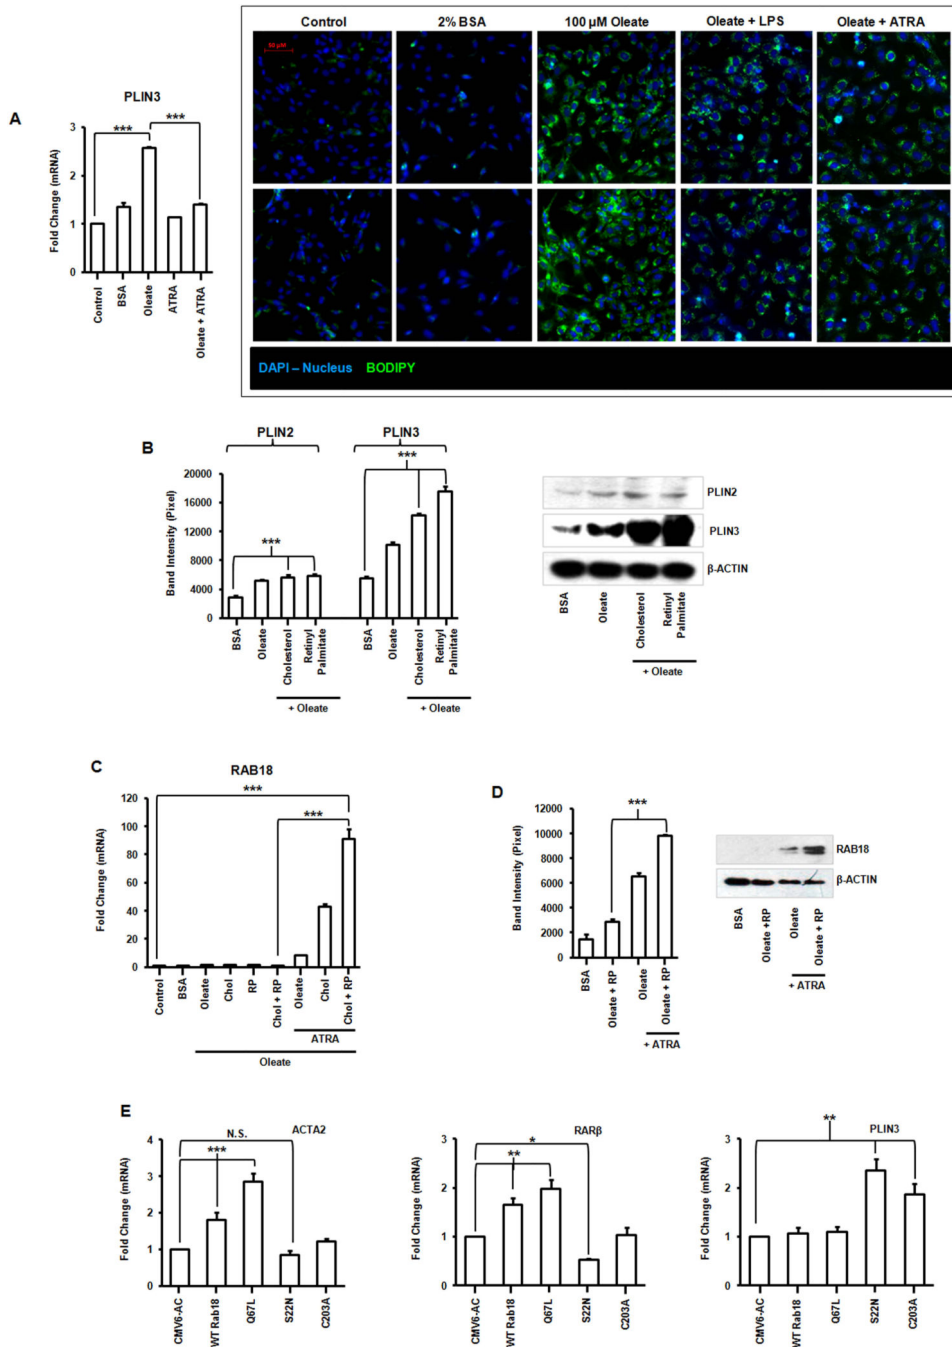 Control 2% BSA 100 µM Oleate Oleate + LPS Oleate + ATRA
50 µM
A
PLIN3
***
***
Fold Change (mRNA)
3
2
1
0
Control
BSA
Oleate
ATRA
Oleate + ATRA
DAPI – Nucleus BODIPY
B
PLIN2 PLIN3
***
***
Band Intensity (Pixel)
20000
16000
12000
8000
4000
0
BSA
Oleate
Cholesterol
Retinyl
Palmitate
BSA
Oleate
Cholesterol
Retinyl
Palmitate
+ Oleate
+ Oleate
PLIN2
PLIN3
β-ACTIN
BSA
Oleate
Cholesterol
Retinyl
Palmitate
+ Oleate
C
RAB18
***
***
Fold Change (mRNA)
120
100
80
60
40
20
0
Control
BSA
Oleate
Chol
RP
Chol + RP
Oleate
Chol
Chol + RP
ATRA
Oleate
D
***
Band Intensity (Pixel)
12000
10000
8000
6000
4000
2000
0
BSA
Oleate + RP
Oleate
Oleate + RP
+ ATRA
RAB18
β-ACTIN
BSA
Oleate +RP
Oleate
Oleate + RP
+ ATRA
E
ACTA2
N.S.
***
Fold Change (mRNA)
4
3
2
1
0
CMV6-AC
WT Rab18
Q67L
S22N
C203A
RARβ
*
**
Fold Change (mRNA)
3
2
1
0
CMV6-AC
WT Rab18
Q67L
S22N
C203A
PLIN3
**
Fold Change (mRNA)
3
2
1
0
CMV6-AC
WT Rab18
Q67L
S22N
C203A